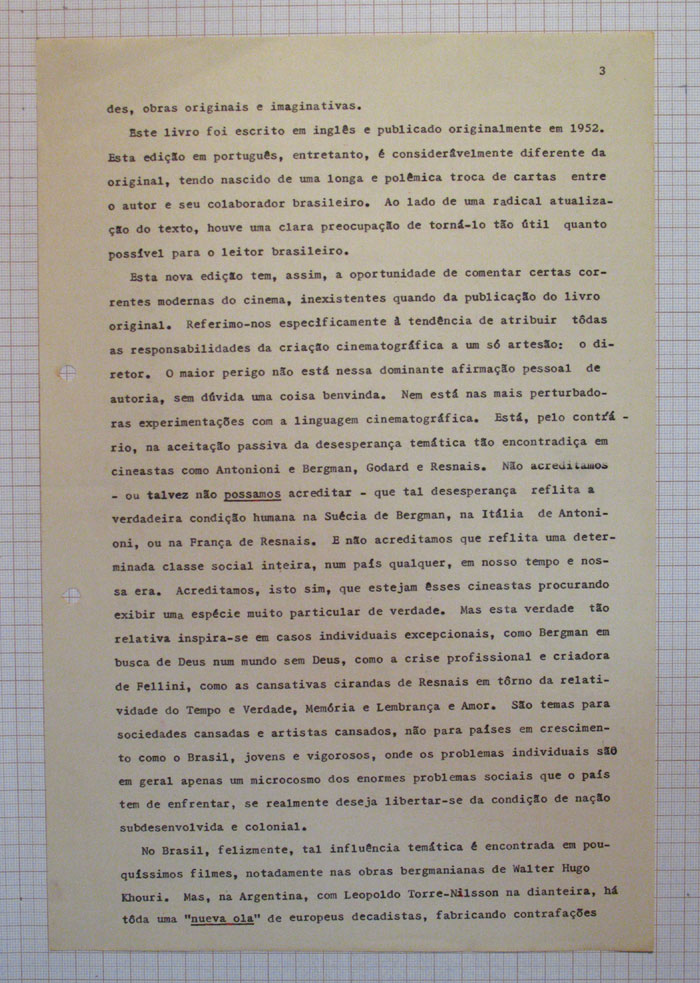 3
des, obras originais e imaginativas.
Este livro foi escrito em inglês e publicado originalmente em 1952.
Esta edição em português, entretanto, é consideràvelmente diferente da
original, tendo nascido de uma longa e polêmica troca de cartas entre
o autor e seu colaborador brasileiro. Ao lado de uma radical atualiza-
ção do texto, houve uma clara preocupação de torná-lo tão útil quanto
possível para o leitor brasileiro.
Esta nova edição tem, assim, a oportunidade de comentar certas cor-
rentes modernas do cinema, inexistentes quando da publicação do livro
original. Referimo-nos especificamente à tendência de atribuir tôdas
as responsabilidades da criação cinematográfica a um só artesão: o di-
retor. O maior perigo não está nessa dominante afirmação pessoal de
autoria, sem dúvida uma coisa benvinda. Nem está nas mais perturbado-
ras experimentações com a linguagem cinematográfica. Está, pelo contrá -
rio, na aceitação passiva da desesperança temática tão encontradiça em
cineastas como Antonioni e Bergman, Godard e Resnais. Não acreditamos
- ou talvez não possamos acreditar - que tal desesperança reflita a
verdadeira condição humana na Suécia de Bergman, na Itália de Antoni-
oni, ou na França de Resnais. E não acreditamos que reflita uma deter-
minada classe social inteira, num país qualquer, em nosso tempo e nos-
sa era. Acreditamos, isto sim, que estejam êsses cineastas procurando
exibir uma espécie muito particular de verdade. Mas esta verdade tão
relativa inspira-se em casos individuais excepcionais, como Bergman em
busca de Deus num mundo sem Deus, como a crise profissional e criadora
de Fellini, como as cansativas cirandas de Resnais em tôrno da relati-
vidade do Tempo e Verdade, Memória e Lembrança e Amor. São temas para
sociedades cansadas e artistas cansados, não para países em crescimen-
to como o Brasil, jovens e vigorosos, onde os problemas individuais são
em geral apenas um microcosmo dos enormes problemas sociais que o país
tem de enfrentar, se realmente deseja libertar-se da condição de nação
subdesenvolvida e colonial.
No Brasil, felizmente, tal influência temática é encontrada em pou-
quíssimos filmes, notadamente nas obras bergmanianas de Walter Hugo
Khouri. Mas, na Argentina, com Leopoldo Torre-Nilsson na dianteira, há
tôda uma "nueva ola" de europeus decadistas, fabricando contrafações